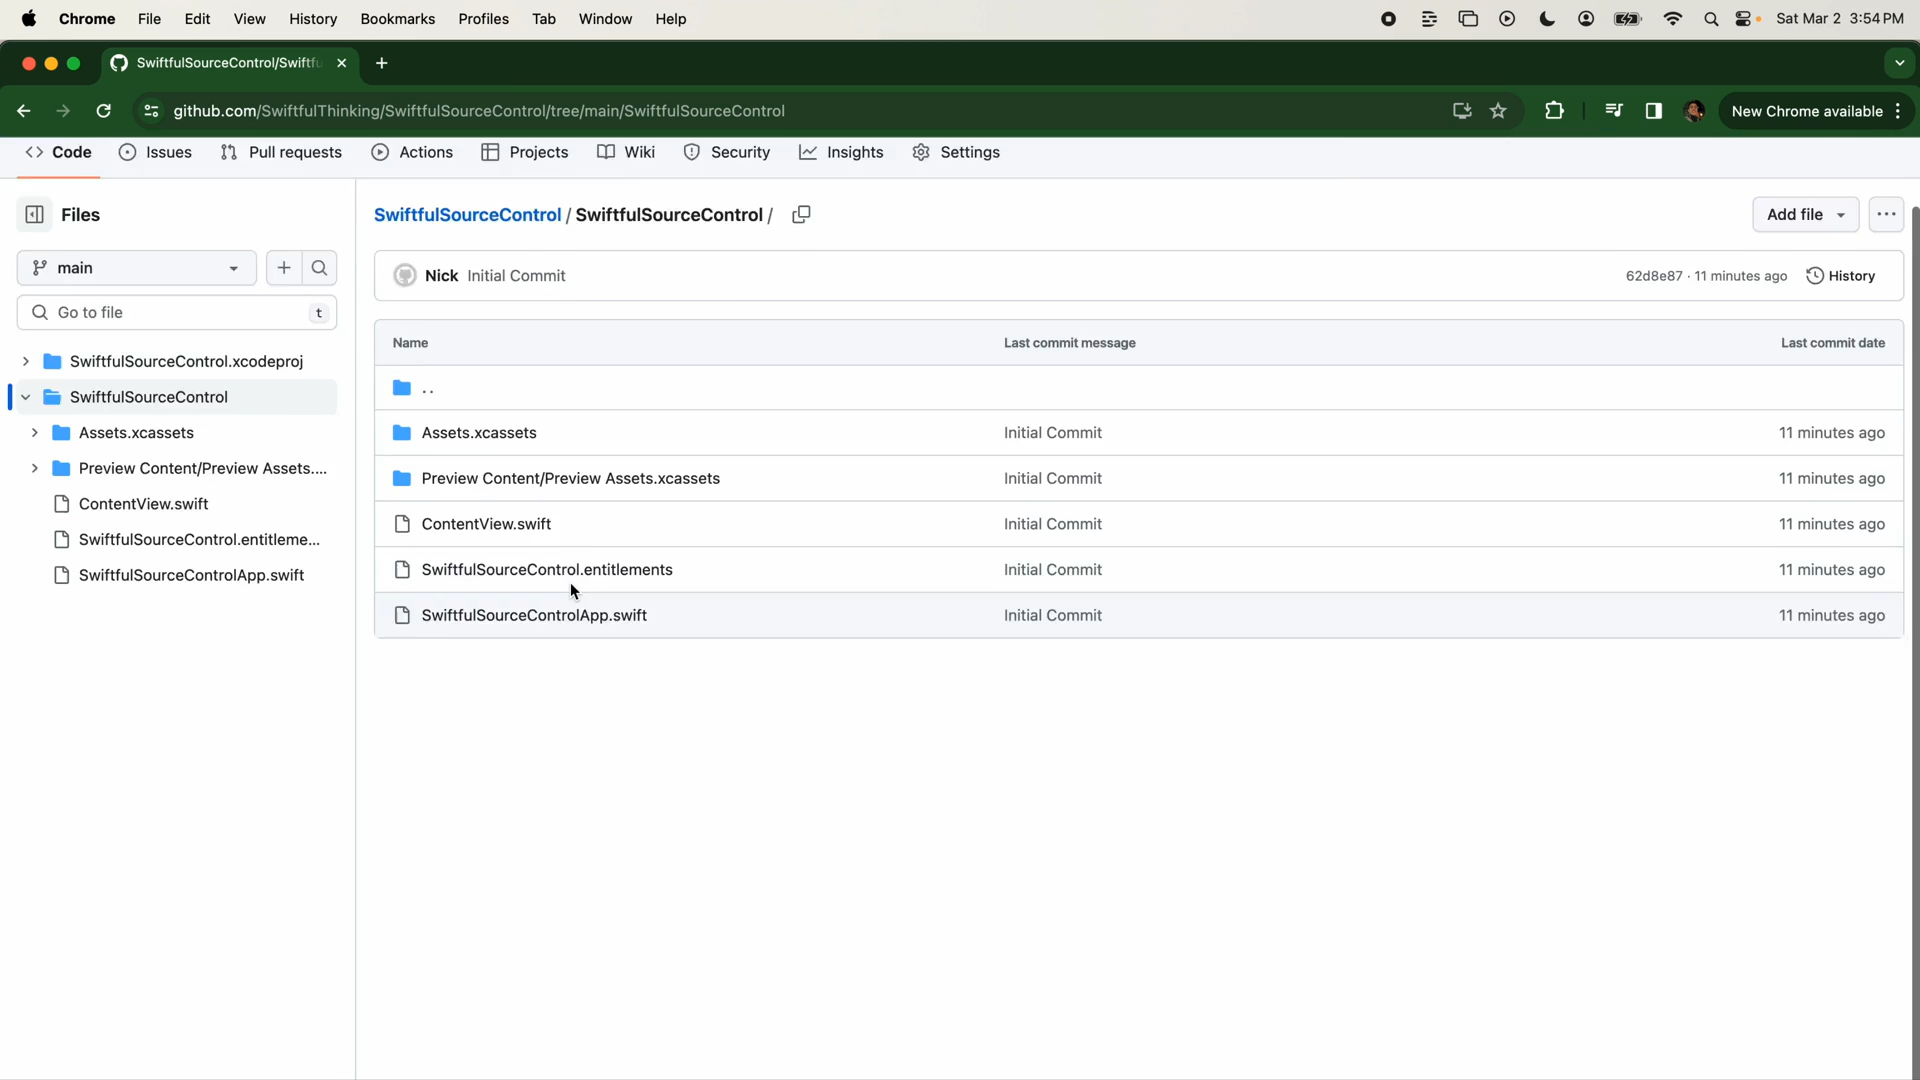 Chrome File Edit View History Bookmarks Profiles Tab Window Help Sat Mar 2 3:54 PM
SwiftfulSourceControl/Swiftfu
github.com/SwiftfulThinking/SwiftfulSourceControl/tree/main/SwiftfulSourceControl New Chrome available
Code Issues Pull requests Actions Projects Wiki Security Insights Settings
Files
main
Go to file t
SwiftfulSourceControl.xcodeproj
SwiftfulSourceControl
Assets.xcassets
Preview Content/Preview Assets....
ContentView.swift
SwiftfulSourceControl.entitleme...
SwiftfulSourceControlApp.swift
SwiftfulSourceControl / SwiftfulSourceControl / Add file
Nick Initial Commit 62d8e87 · 11 minutes ago History
Name Last commit message Last commit date
..
Assets.xcassets Initial Commit 11 minutes ago
Preview Content/Preview Assets.xcassets Initial Commit 11 minutes ago
ContentView.swift Initial Commit 11 minutes ago
SwiftfulSourceControl.entitlements Initial Commit 11 minutes ago
SwiftfulSourceControlApp.swift Initial Commit 11 minutes ago